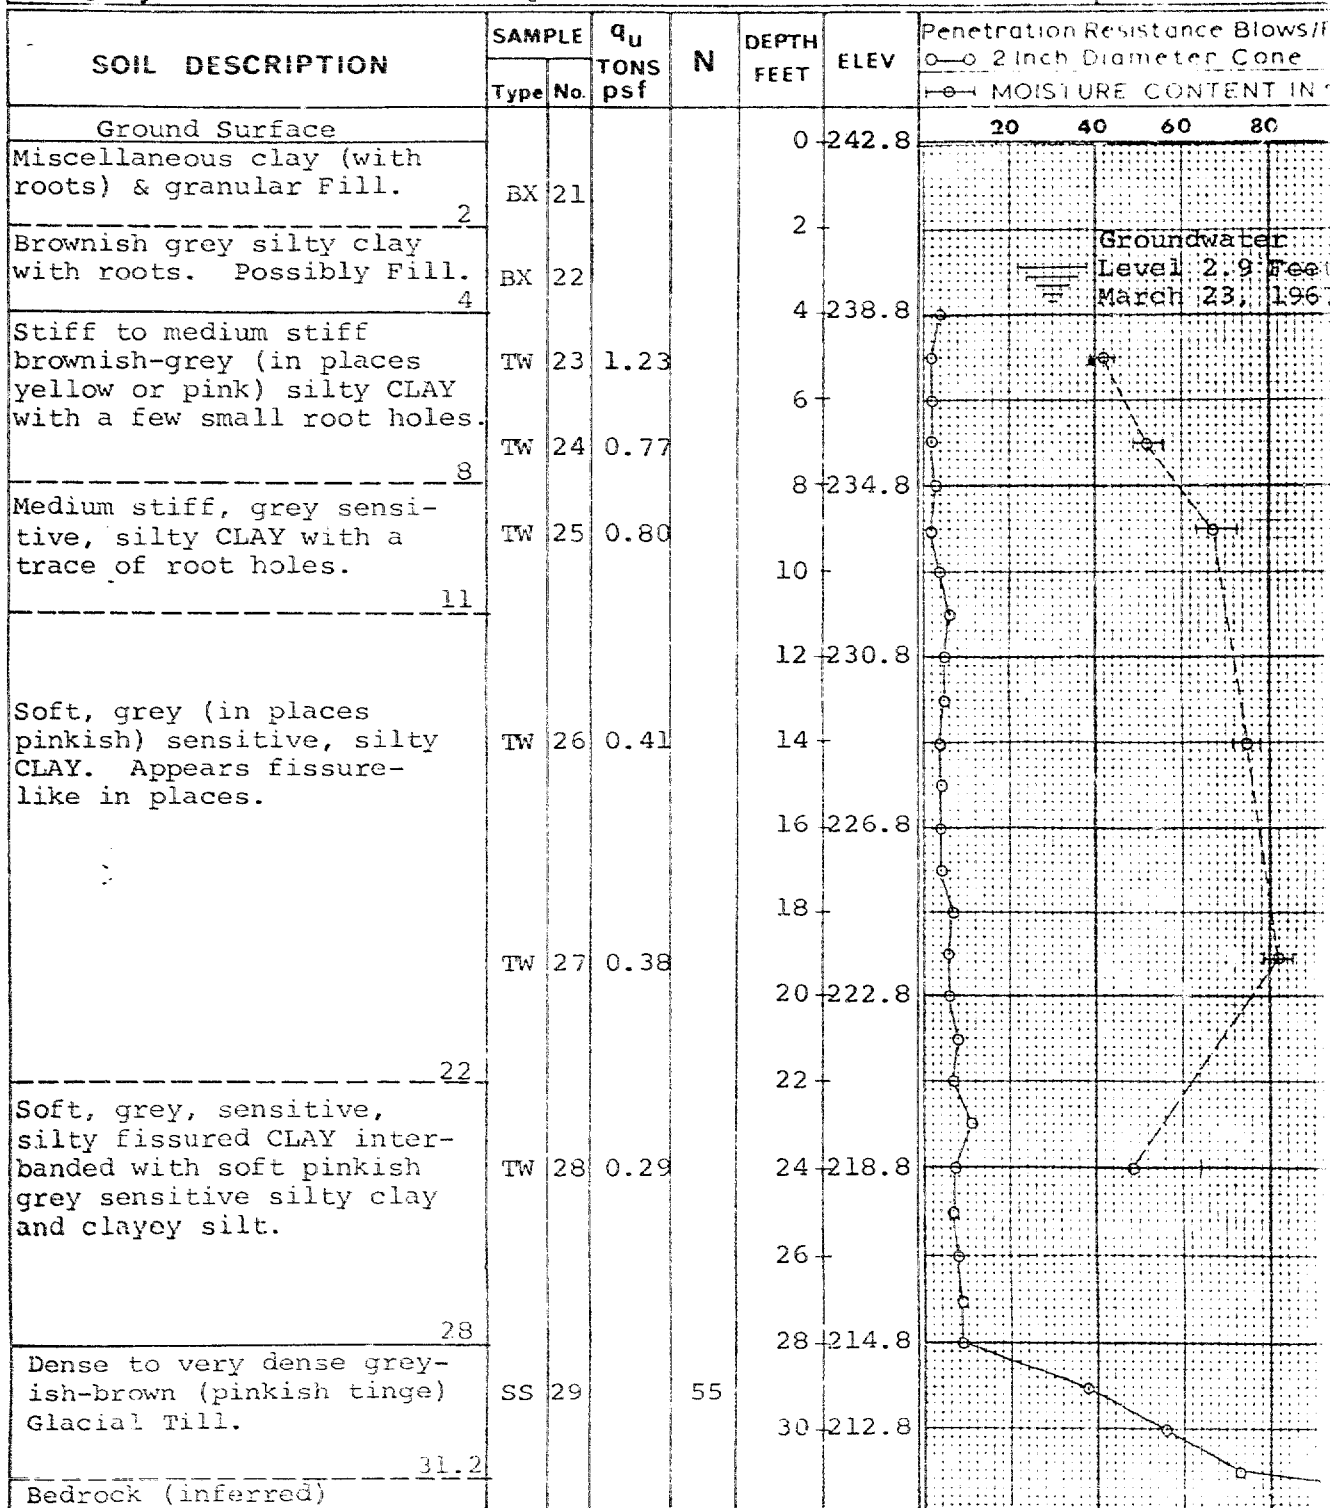 SOIL DESCRIPTION
SAMPLE
Type No.
qu
TONS
psf
N
DEPTH
FEET
ELEV
Penetration Resistance Blows/
2 Inch Diameter Cone
MOISTURE CONTENT IN
20 40 60 80
Ground Surface
0 242.8
Miscellaneous clay (with
roots) & granular Fill.
2
BX 21
2
Brownish grey silty clay
with roots. Possibly Fill.
4
BX 22
Groundwater
Level 2.9 Feet
March 23, 196
4 238.8
Stiff to medium stiff
brownish-grey (in places
yellow or pink) silty CLAY
with a few small root holes.
8
TW 23 1.23
6
TW 24 0.77
8 234.8
Medium stiff, grey sensi-
tive, silty CLAY with a
trace of root holes.
11
TW 25 0.80
10
12 230.8
Soft, grey (in places
pinkish) sensitive, silty
CLAY. Appears fissure-
like in places.
TW 26 0.41
14
16 226.8
18
TW 27 0.38
20 222.8
22
22
Soft, grey, sensitive,
silty fissured CLAY inter-
banded with soft pinkish
grey sensitive silty clay
and clayey silt.
TW 28 0.29
24 218.8
26
28
28 214.8
Dense to very dense grey-
ish-brown (pinkish tinge)
Glacial Till.
SS 29 55
30 212.8
31.2
Bedrock (inferred)